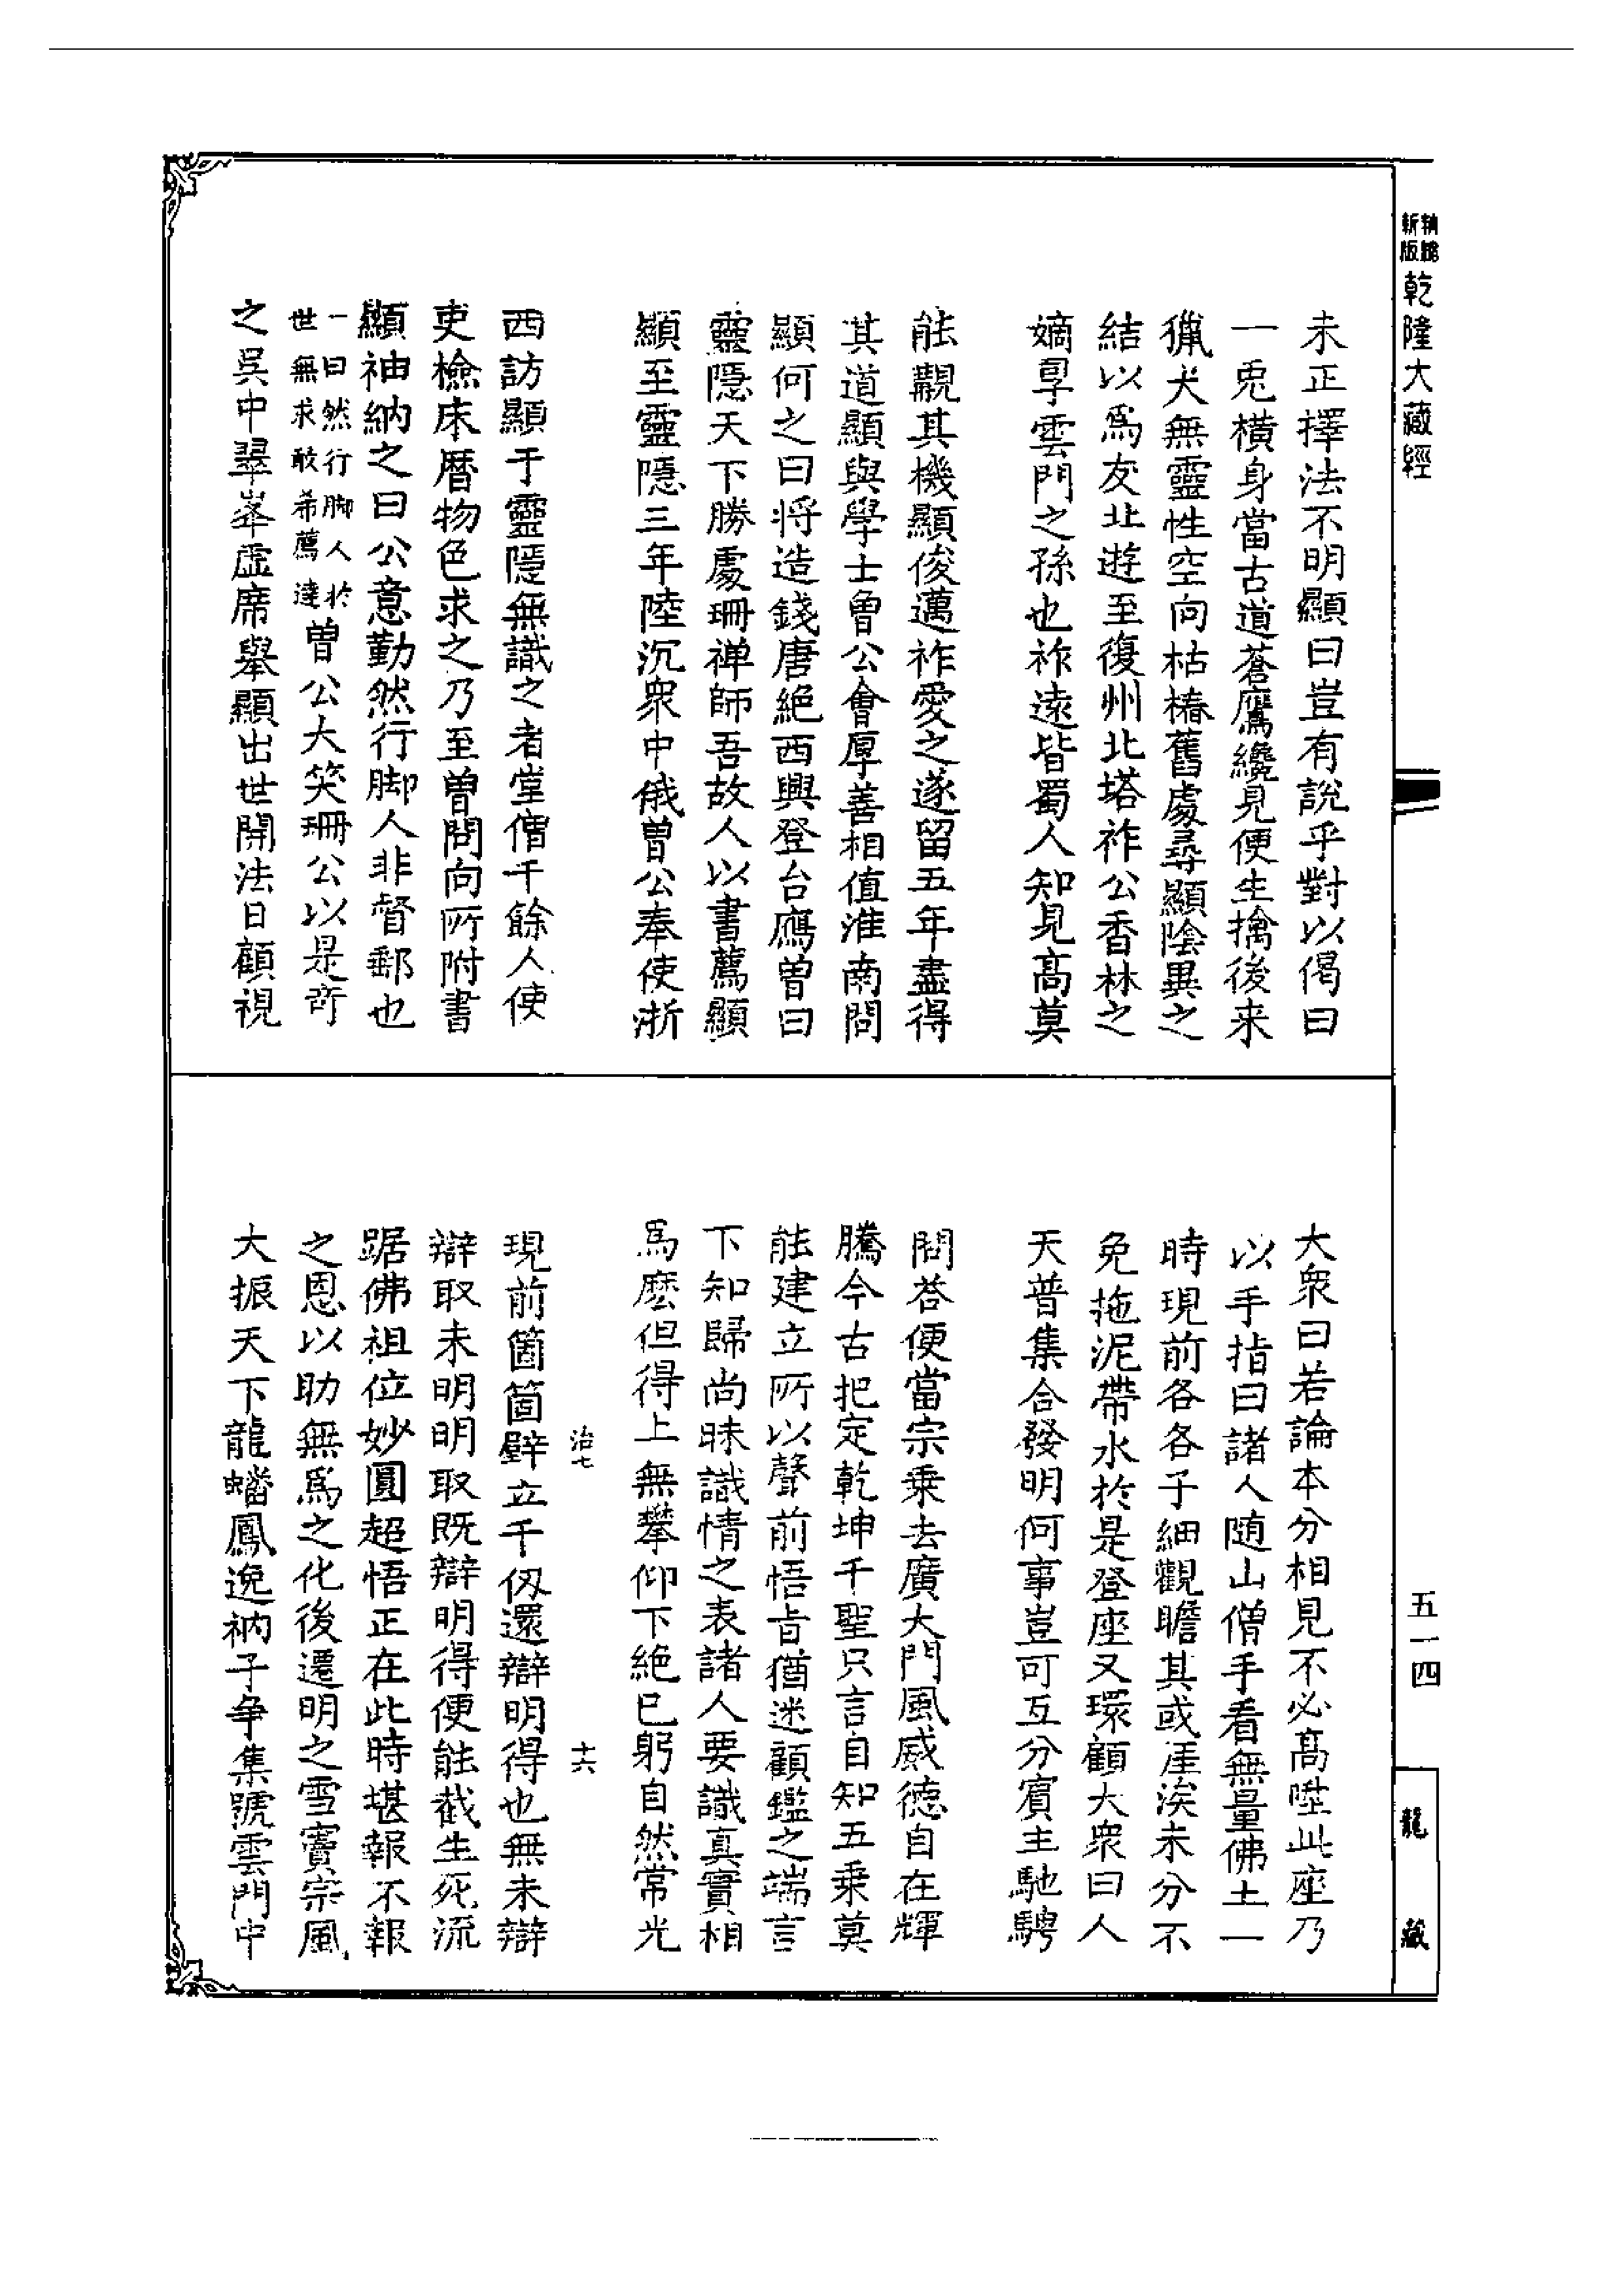 新版
乾隆大藏經
未正擇法不明顯曰豈有說乎對以偈曰
一兎橫身當古道蒼鷹纔見便生擒後来
獵犬無靈性空向枯樁舊處尋顯陰異之
結以爲友北遊至復州北塔祚公香林之
嫡孠雲門之孫也祚遠皆蜀人知見髙莫
能覯其機顯俊邁祚愛之遂留五年盡得
其道顯與學士曾公會厚善相值淮南問
顯何之曰将造錢唐絕西興登台鴈曾曰
靈隱天下勝處珊禅師吾故人以書薦顯
顯至靈隱三年陸沉衆中俄曾公奉使浙
西訪顯于靈隱無識之者堂僧千餘人使
吏檢床曆物色求之乃至曾問向所附書
顯袖納之曰公意勤然行脚人非督郵也
一曰然行脚人於
世無求敢希薦達
曾公大笑珊公以是竒
之吳中翠峯虛席舉顯出世開法日顧視
大衆曰若論本分相見不必髙陞此座乃
以手指曰諸人随山僧手看無量佛土一
時現前各各子細觀瞻其或涯涘未分不
免拖泥帶水於是登座又環顧大衆曰人
天普集合發明何事豈可互分賓主馳騁
問荅便當宗乗去廣大門風威德自在輝
騰今古把定乾坤千聖只言自知五乗莫
能建立所以聲前悟旨猶迷顧鑑之端言
下知歸尚昧識情之表諸人要識真實相
爲麽但得上無攀仰下絶已躬自然常光
治七
十六
現前箇箇壁立千仭還辯明得也無未辯
辯取未明明取既辯明得便能截生死流
踞佛祖位妙圓超悟正在此時堪報不報
之恩以助無爲之化後遷明之雪竇宗風
大振天下龍蟠鳳逸衲子争集號雲門中
五一四
龍藏